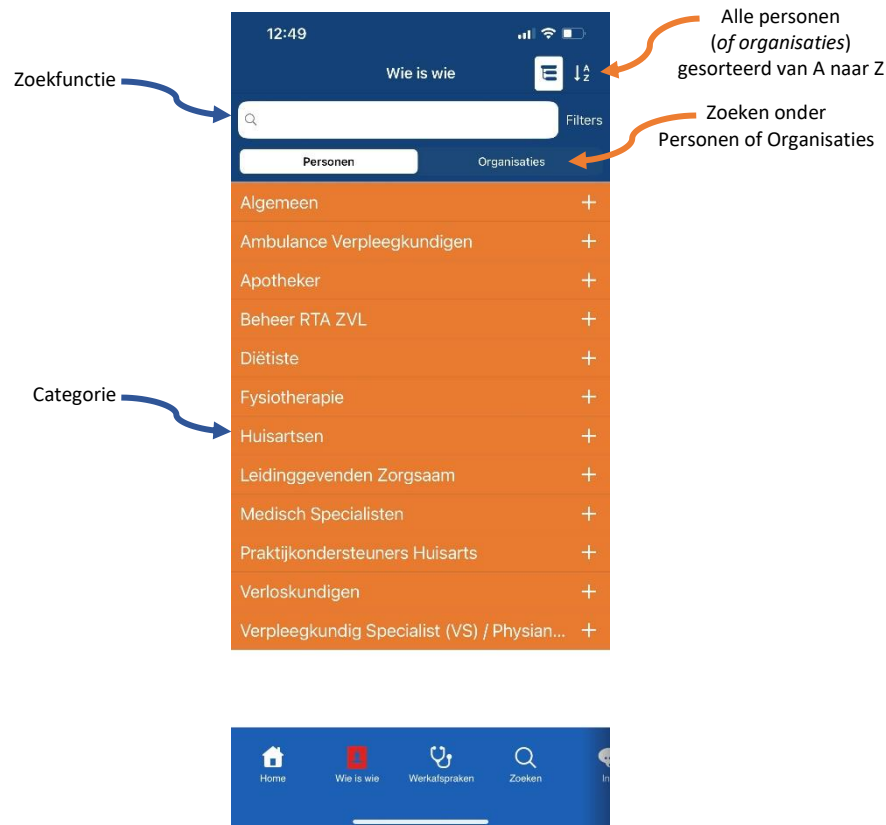 Alle personen
(of organisaties)
gesorteerd van A naar Z
12:49
Wie is wie
A
Z
Zoekfunctie
Filters
Zoeken onder
Personen of Organisaties
Personen
Organisaties
Algemeen
Ambulance Verpleegkundigen
Apotheker
Beheer RTA ZVL
Diëtiste
Fysiotherapie
Categorie
Huisartsen
Leidinggevenden Zorgsaam
Medisch Specialisten
Praktijkondersteuners Huisarts
Verloskundigen
Verpleegkundig Specialist (VS) / Physian...
Home
Wie is wie
Werkafspraken
Zoeken
In